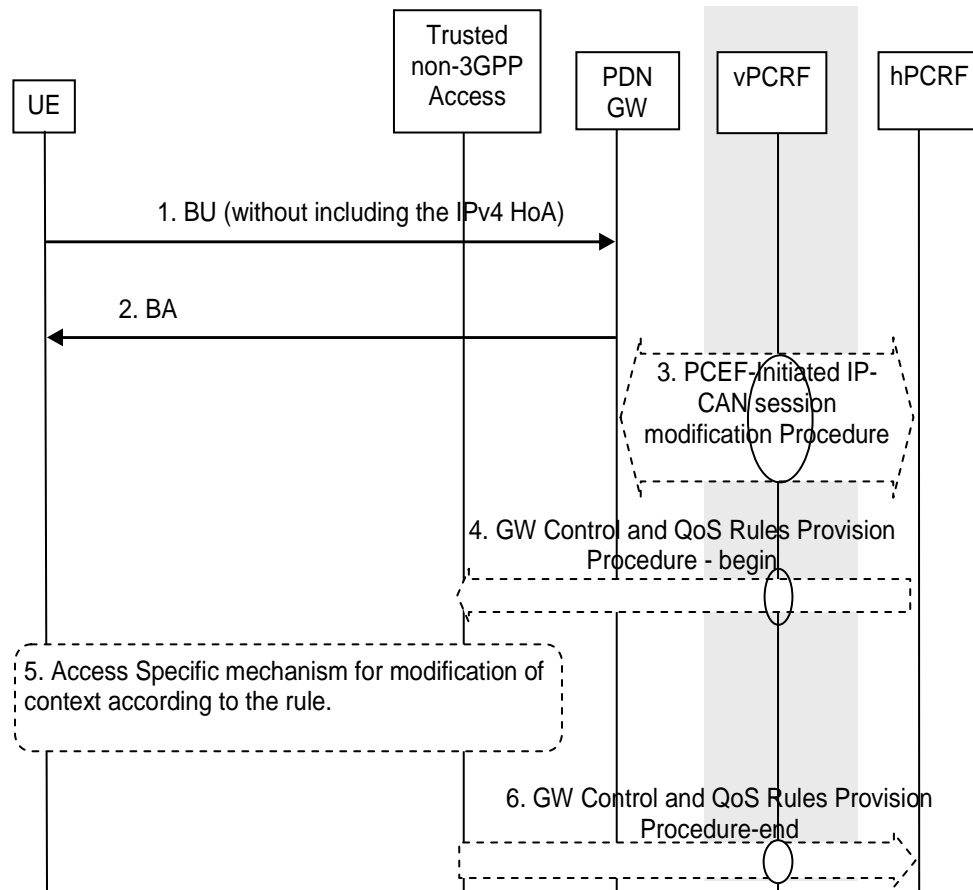 Trusted
non-3GPP
Access
UE
PDN
GW
vPCRF
hPCRF
1. BU (without including the IPv4 HoA)
2. BA
3. PCEF-Initiated IP-
CAN session
modification Procedure
4. GW Control and QoS Rules Provision
Procedure - begin
5. Access Specific mechanism for modification of
context according to the rule.
6. GW Control and QoS Rules Provision
Procedure-end